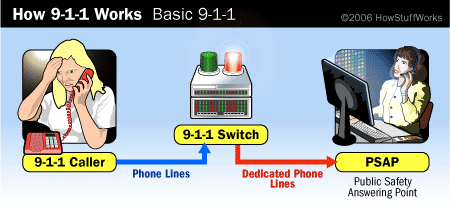 How 9-1-1 Works Basic 9-1-1
©2006 HowStuffWorks
9-1-1 Caller
Phone Lines
9-1-1 Switch
Dedicated Phone
Lines
PSAP
Public Safety
Answering Point